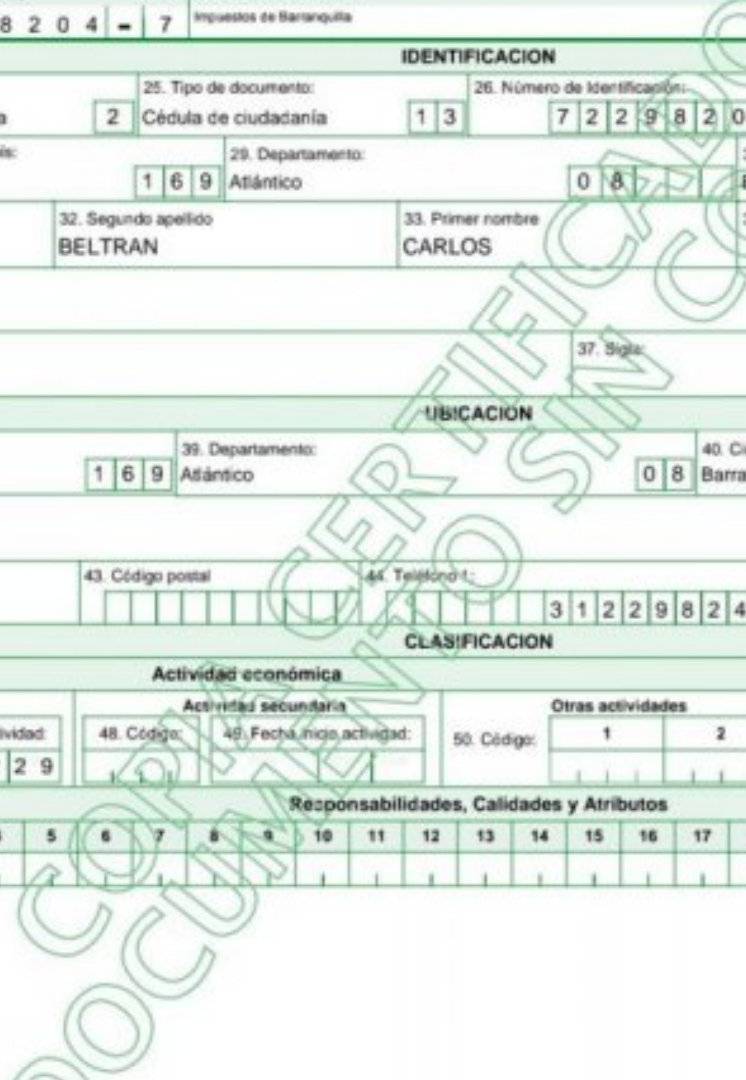 8 2 0 4 - 7 Impuestos de Barranquilla
IDENTIFICACION
25. Tipo de documento: 26. Número de Identificación:
a 2 Cédula de ciudadanía 1 3 7 2 2 9 8 2 0
29. Departamento:
1 6 9 Atlántico 0 8
32. Segundo apellido 33. Primer nombre
BELTRAN CARLOS
37. Sigla:
UBICACION
39. Departamento: 40. Ci
1 6 9 Atlántico 0 8 Barra
43. Código postal 44. Teléfono 1:
3 1 2 2 9 8 2 4
CLASIFICACION
Actividad económica
Actividad secundaria Otras actividades
ividad: 48. Código: 49. Fecha inicio actividad: 50. Código: 1 2
2 9
Responsabilidades, Calidades y Atributos
5 6 7 8 9 10 11 12 13 14 15 16 17
COPIA CERTIFICADO
DOCUMENTO SIN CO